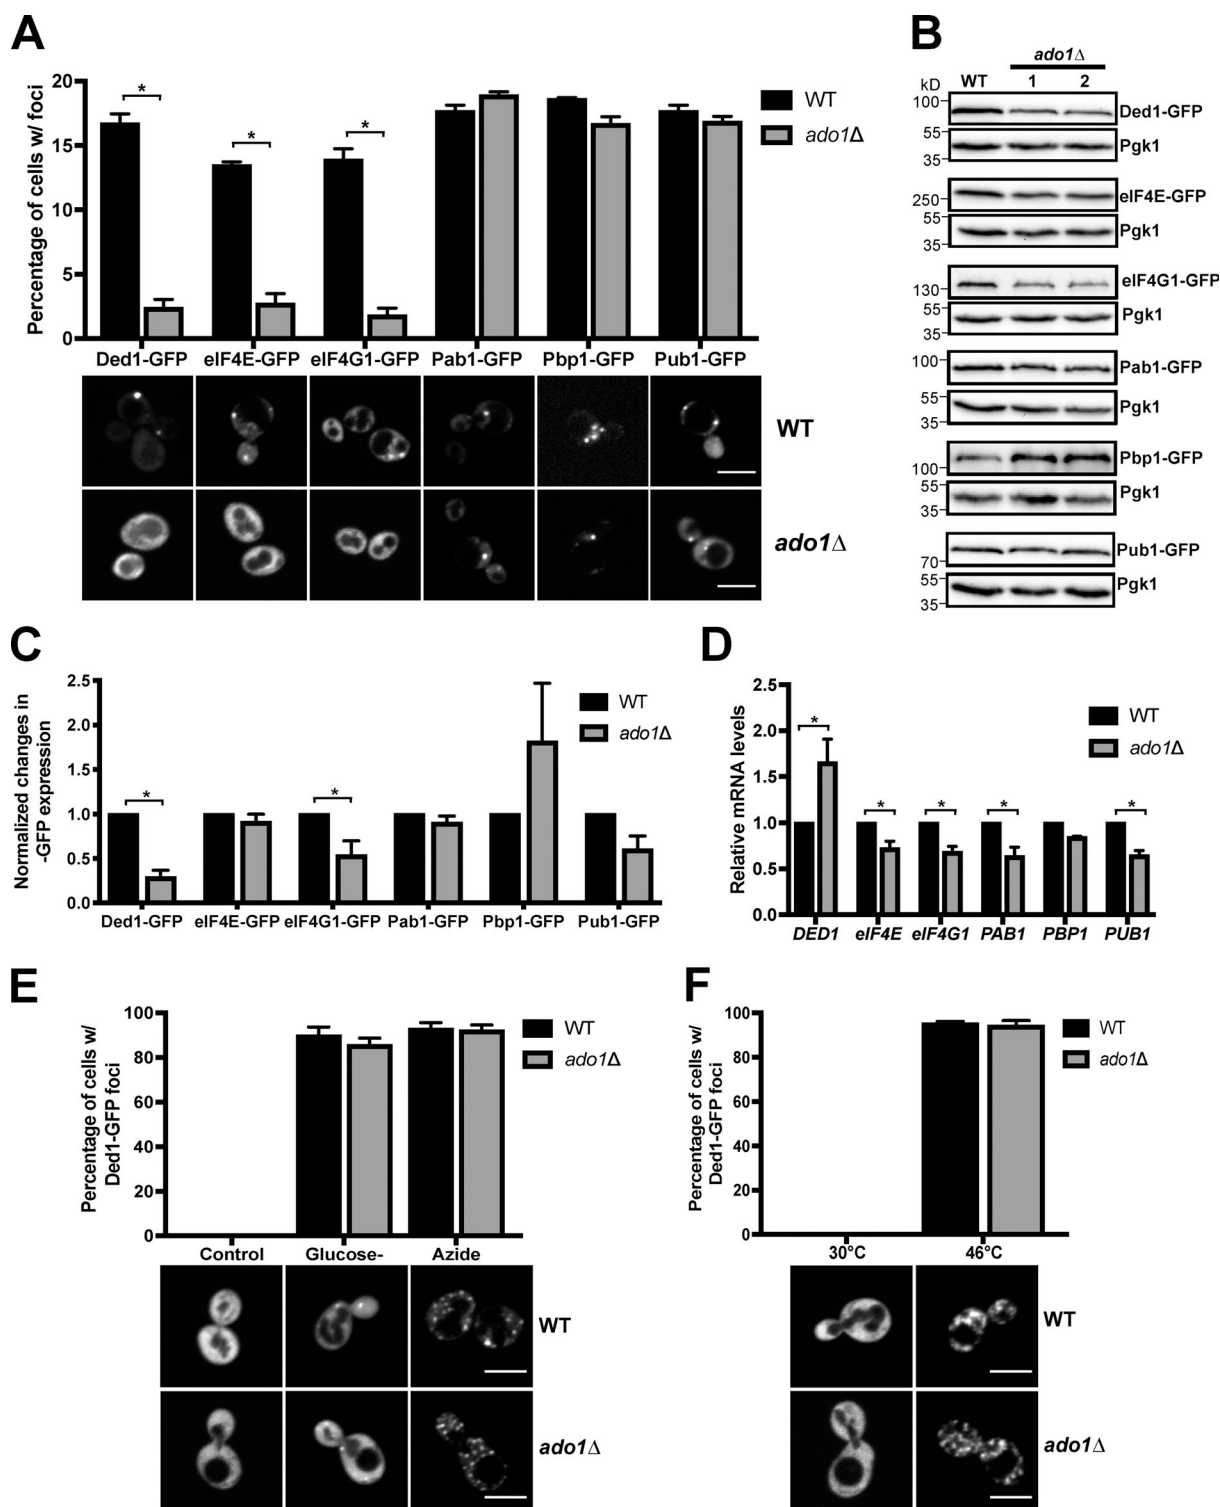 A
Percentage of cells w/ foci
20
15
10
5
0
*
*
*
WT
ado1Δ
Ded1-GFP eIF4E-GFP eIF4G1-GFP Pab1-GFP Pbp1-GFP Pub1-GFP
WT
ado1Δ
B
ado1Δ
kD WT 1 2
100 Ded1-GFP
55
35 Pgk1
250 eIF4E-GFP
55
35 Pgk1
130 eIF4G1-GFP
55
35 Pgk1
100 Pab1-GFP
55
35 Pgk1
100 Pbp1-GFP
55
35 Pgk1
70 Pub1-GFP
55
35 Pgk1
C
Normalized changes in
-GFP expression
2.5
2.0
1.5
1.0
0.5
0.0
*
*
WT
ado1Δ
Ded1-GFP eIF4E-GFP eIF4G1-GFP Pab1-GFP Pbp1-GFP Pub1-GFP
D
Relative mRNA levels
2.5
2.0
1.5
1.0
0.5
0.0
*
*
*
*
*
WT
ado1Δ
DED1 eIF4E eIF4G1 PAB1 PBP1 PUB1
E
Percentage of cells w/
Ded1-GFP foci
100
80
60
40
20
0
WT
ado1Δ
Control Glucose- Azide
WT
ado1Δ
F
Percentage of cells w/
Ded1-GFP foci
100
80
60
40
20
0
WT
ado1Δ
30°C 46°C
WT
ado1Δ